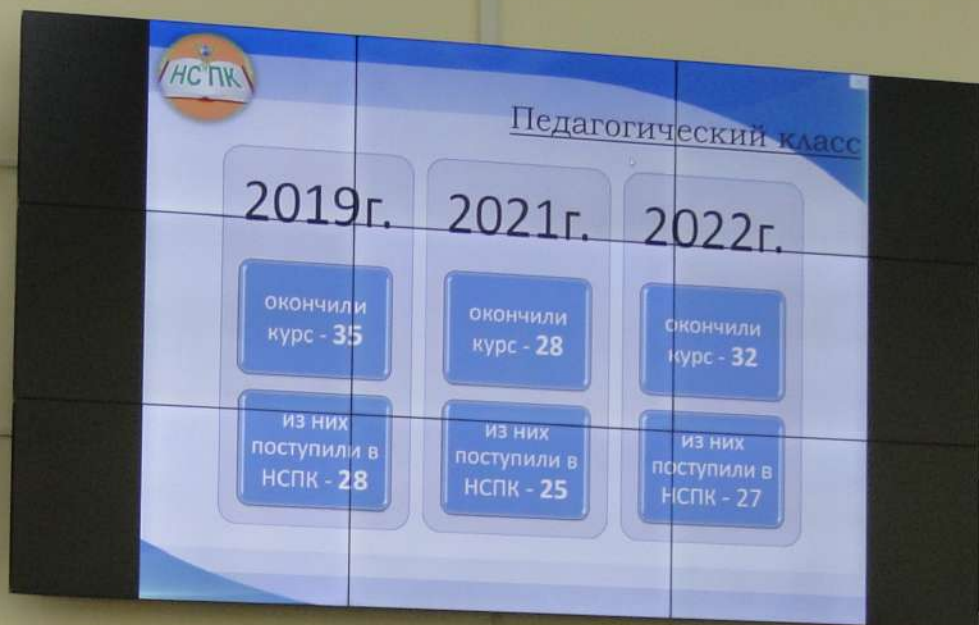 НСПК
Педагогический класс
2019г.
окончили
курс - 35
из них
поступили в
НСПК - 28
2021г.
окончили
курс - 28
из них
поступили в
НСПК - 25
2022г.
окончили
курс - 32
из них
поступили в
НСПК - 27